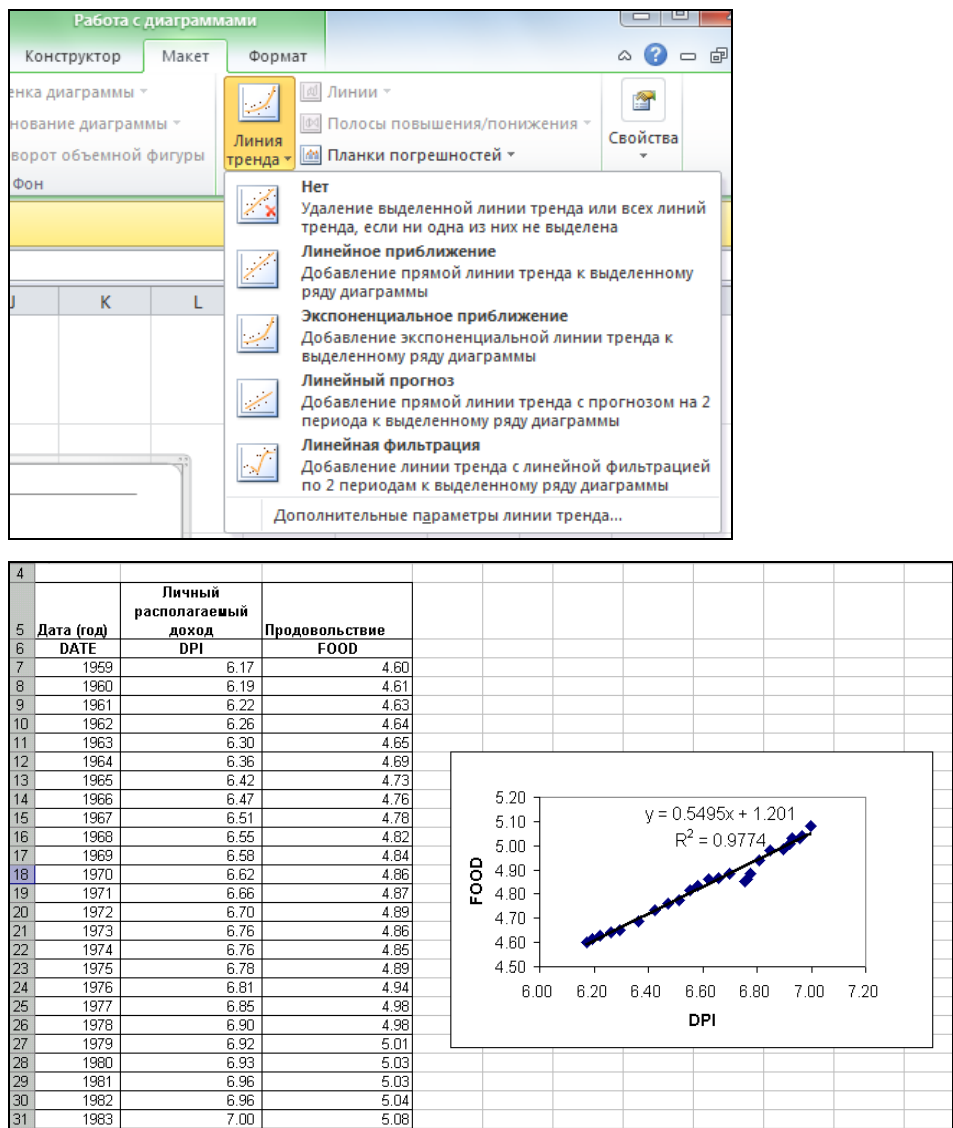 Работа с диаграммами
Конструктор Макет Формат
енка диаграммы
Линии
нование диаграммы
Полосы повышения/понижения
ворот объемной фигуры
Линия тренда
Планки погрешностей
Свойства
Фон
Нет
Удаление выделенной линии тренда или всех линий
тренда, если ни одна из них не выделена
Линейное приближение
Добавление прямой линии тренда к выделенному
ряду диаграммы
Экспоненциальное приближение
Добавление экспоненциальной линии тренда к
выделенному ряду диаграммы
Линейный прогноз
Добавление прямой линии тренда с прогнозом на 2
периода к выделенному ряду диаграммы
Линейная фильтрация
Добавление линии тренда с линейной фильтрацией
по 2 периодам к выделенному ряду диаграммы
Дополнительные параметры линии тренда...
J K L
4
5 Дата (год) Личный располагаемый доход Продовольствие
6 DATE DPI FOOD
7 1959 6.17 4.60
8 1960 6.19 4.61
9 1961 6.22 4.63
10 1962 6.26 4.64
11 1963 6.30 4.65
12 1964 6.36 4.69
13 1965 6.42 4.73
14 1966 6.47 4.76
15 1967 6.51 4.78
16 1968 6.55 4.82
17 1969 6.58 4.84
18 1970 6.62 4.86
19 1971 6.66 4.87
20 1972 6.70 4.89
21 1973 6.76 4.86
22 1974 6.76 4.85
23 1975 6.78 4.89
24 1976 6.81 4.94
25 1977 6.85 4.98
26 1978 6.90 4.98
27 1979 6.92 5.01
28 1980 6.93 5.03
29 1981 6.96 5.03
30 1982 6.96 5.04
31 1983 7.00 5.08
y = 0.5495x + 1.201
R² = 0.9774
FOOD
5.20
5.10
5.00
4.90
4.80
4.70
4.60
4.50
6.00 6.20 6.40 6.60 6.80 7.00 7.20
DPI